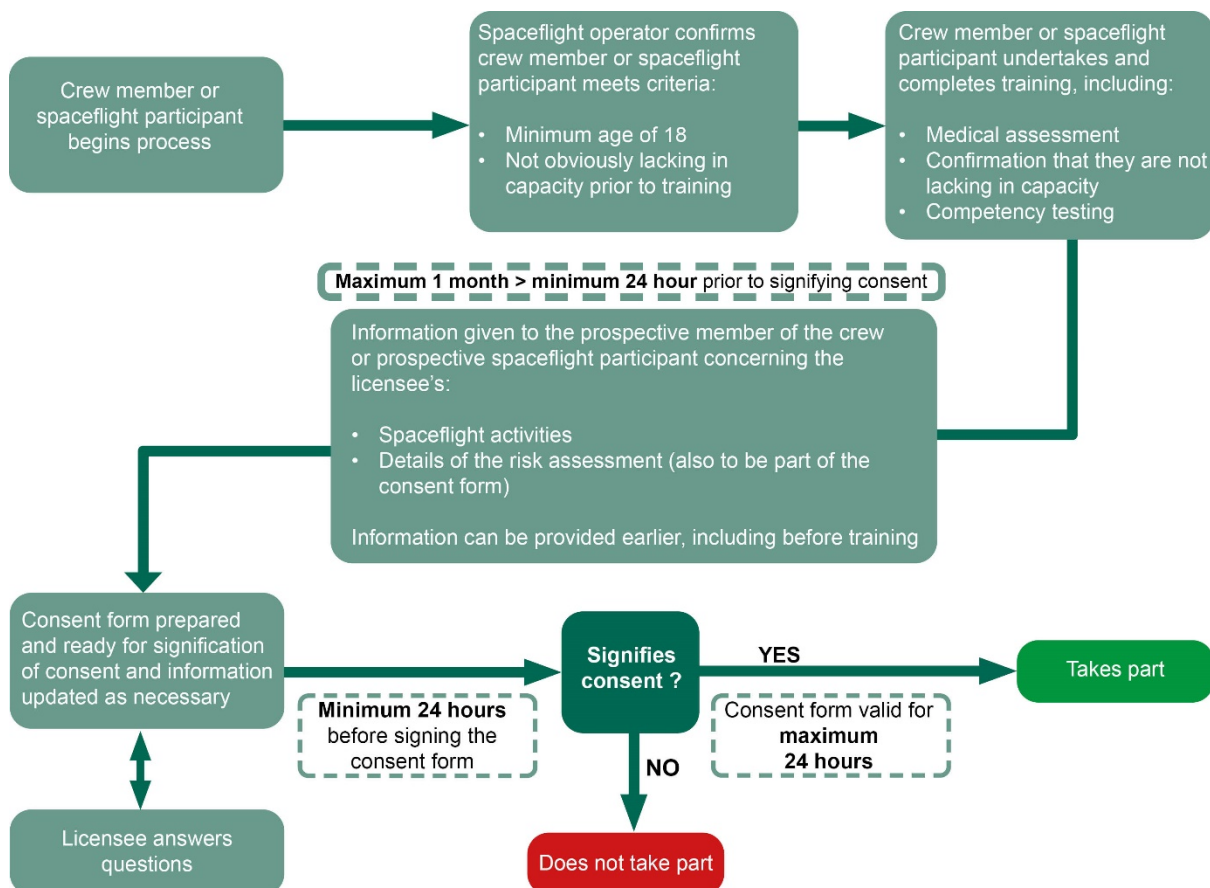 Crew member or
spaceflight participant
begins process
Spaceflight operator confirms
crew member or spaceflight
participant meets criteria:
• Minimum age of 18
• Not obviously lacking in
capacity prior to training
Crew member or spaceflight
participant undertakes and
completes training, including:
• Medical assessment
• Confirmation that they are not
lacking in capacity
• Competency testing
Maximum 1 month > minimum 24 hour prior to signifying consent
Information given to the prospective member of the crew
or prospective spaceflight participant concerning the
licensee’s:
• Spaceflight activities
• Details of the risk assessment (also to be part of the
consent form)
Information can be provided earlier, including before training
Consent form prepared
and ready for signification
of consent and information
updated as necessary
Minimum 24 hours
before signing the
consent form
Signifies
consent ?
YES
Consent form valid for
maximum
24 hours
Takes part
NO
Licensee answers
questions
Does not take part